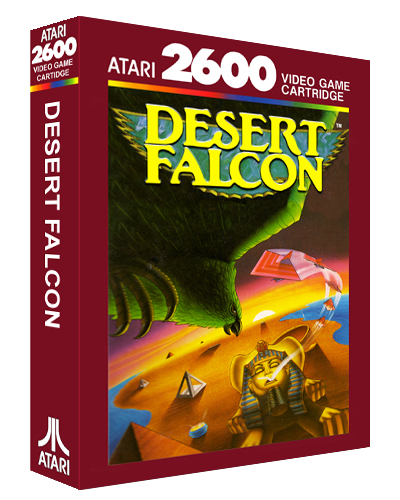 ATARI
2600
VIDEO GAME
CARTRIDGE
DESERT FALCON
ATARI
ATARI 2600 VIDEO GAME
CARTRIDGE
DESERT
FALCON
™